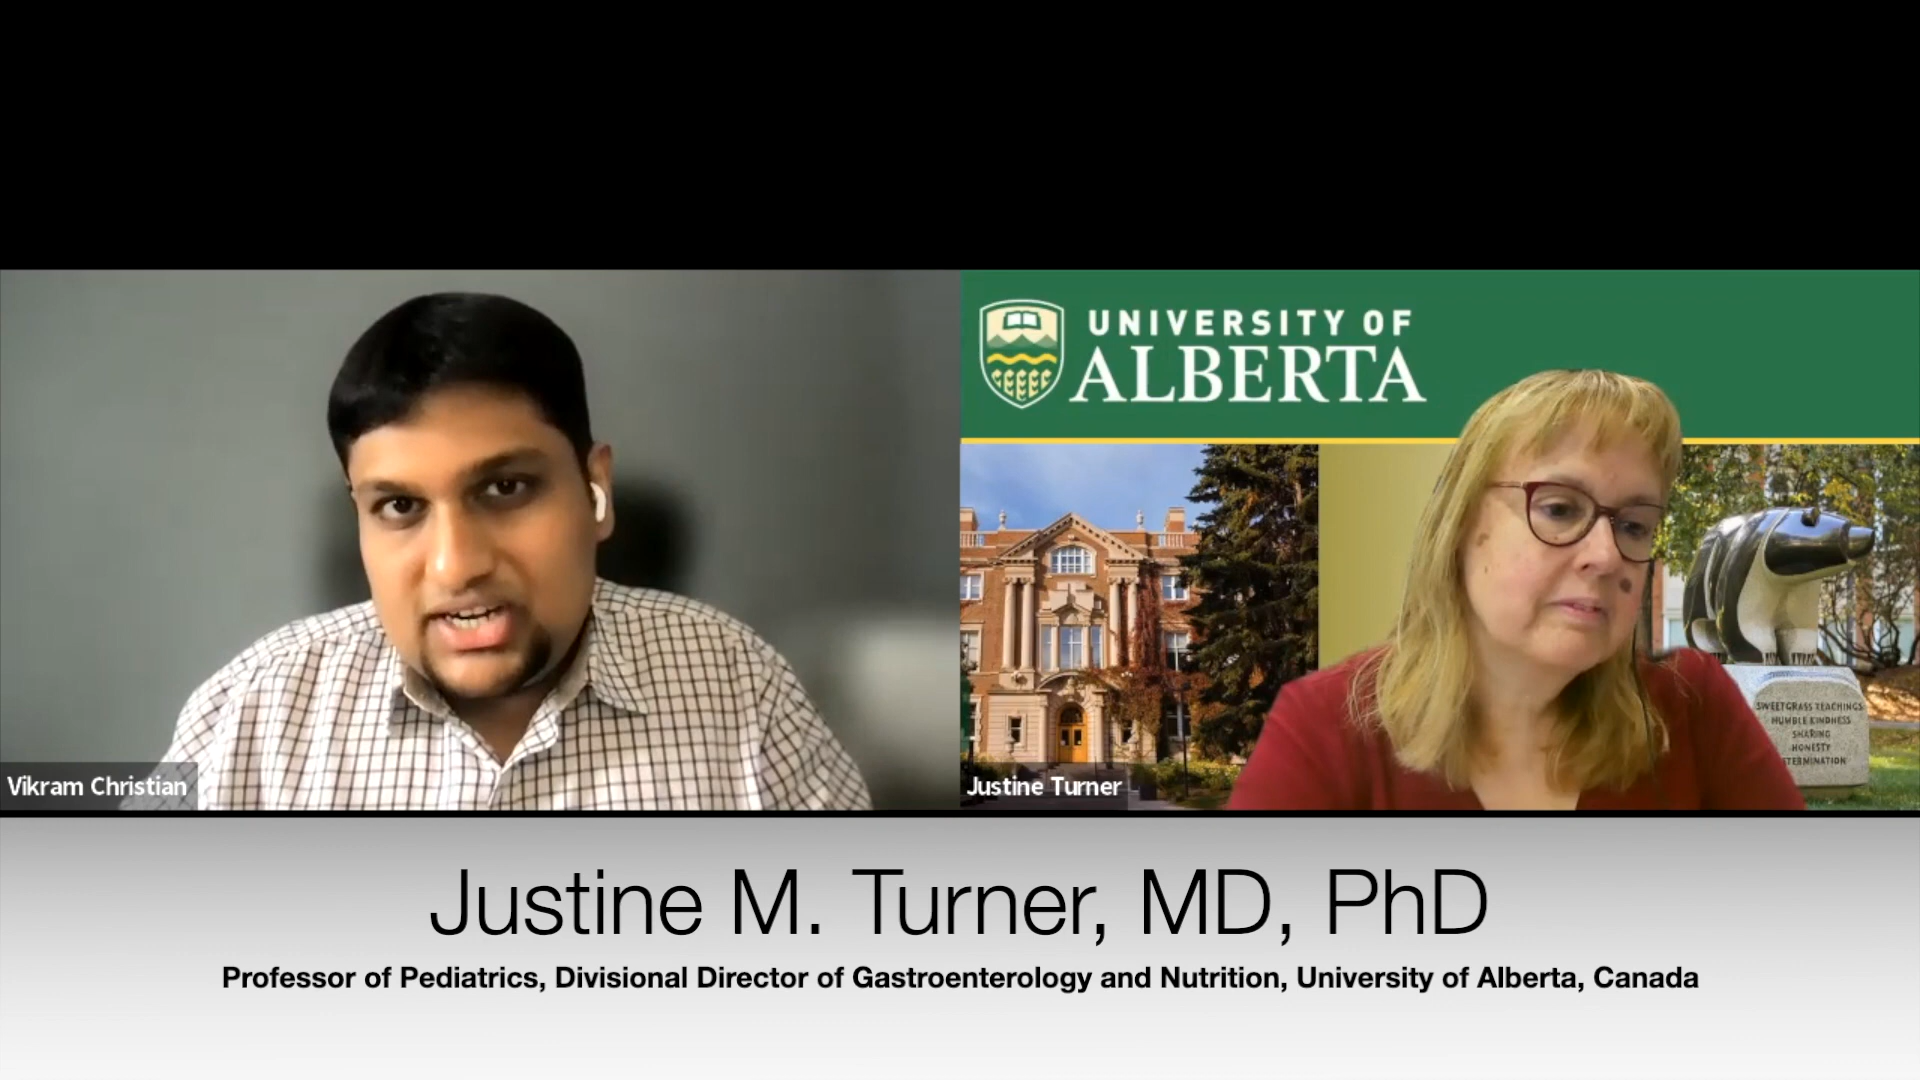 UNIVERSITY OF
ALBERTA
SWEETGRASS TEACHINGS
HUMBLE KINDNESS
SHARING
HONESTY
TERMINATION
Vikram Christian
Justine Turner
Justine M. Turner, MD, PhD
Professor of Pediatrics, Divisional Director of Gastroenterology and Nutrition, University of Alberta, Canada